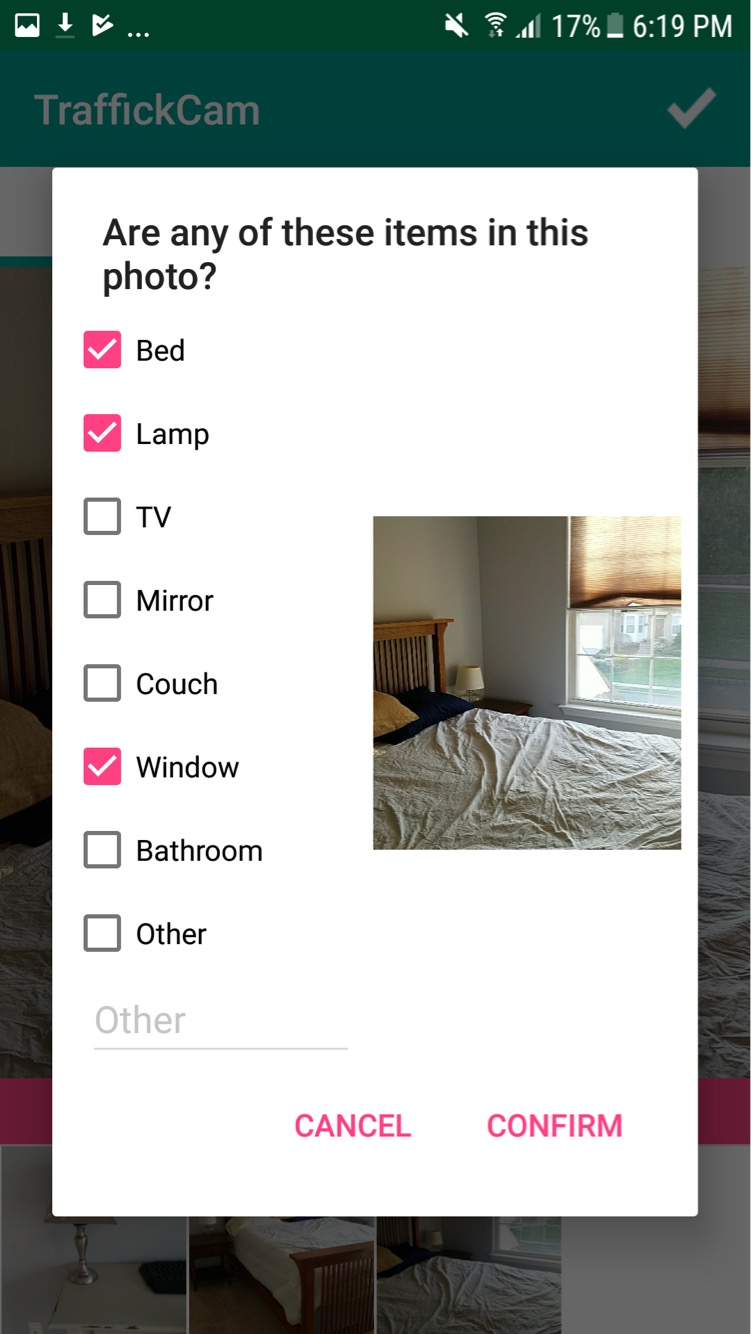 ... 17% 6:19 PM
TraffickCam
Are any of these items in this
photo?
Bed
Lamp
TV
Mirror
Couch
Window
Bathroom
Other
Other
CANCEL CONFIRM